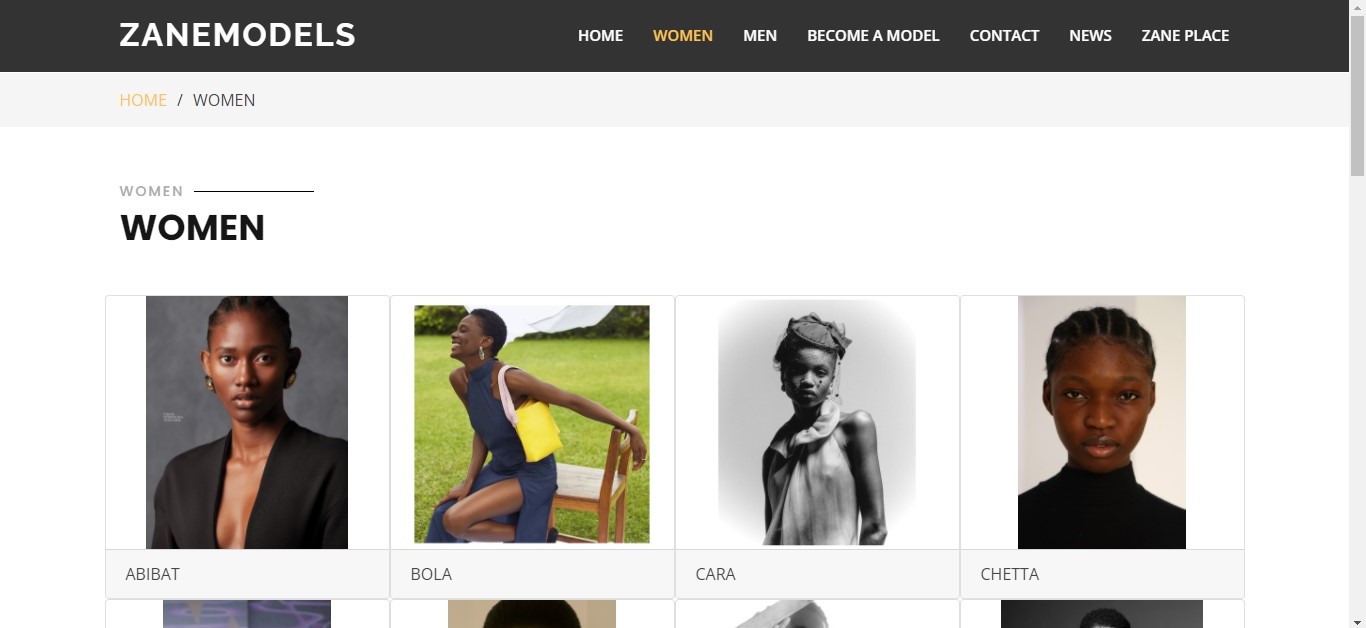 ZANEMODELS
HOME WOMEN MEN BECOME A MODEL CONTACT NEWS ZANE PLACE
HOME / WOMEN
WOMEN
WOMEN
ABIBAT BOLA CARA CHETTA